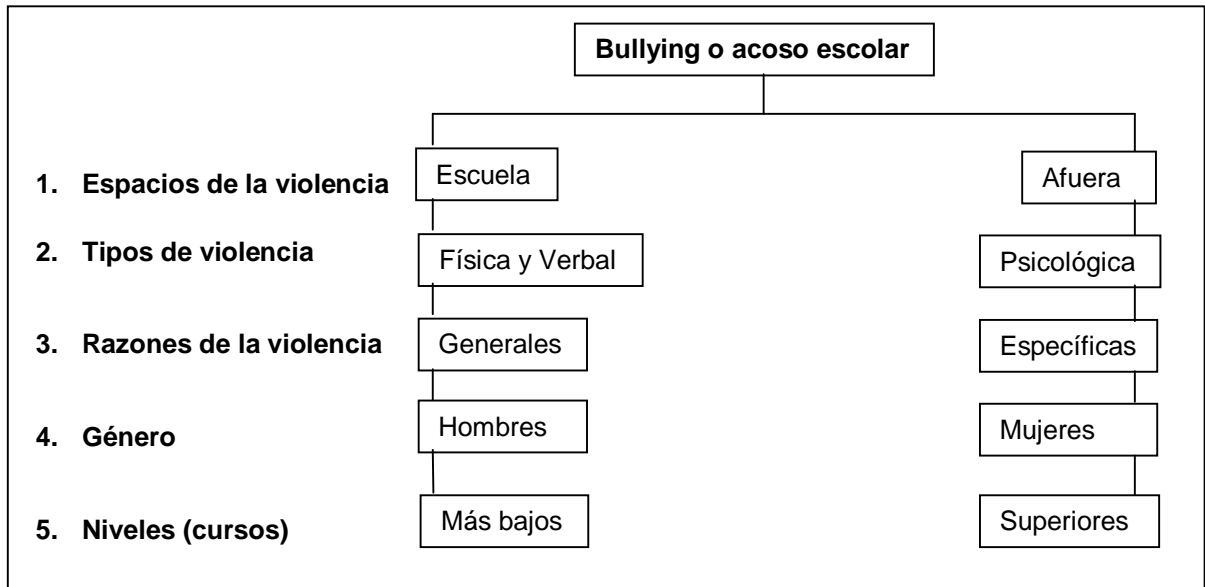 Bullying o acoso escolar
1. Espacios de la violencia Escuela Afuera
2. Tipos de violencia Física y Verbal Psicológica
3. Razones de la violencia Generales Específicas
4. Género Hombres Mujeres
5. Niveles (cursos) Más bajos Superiores